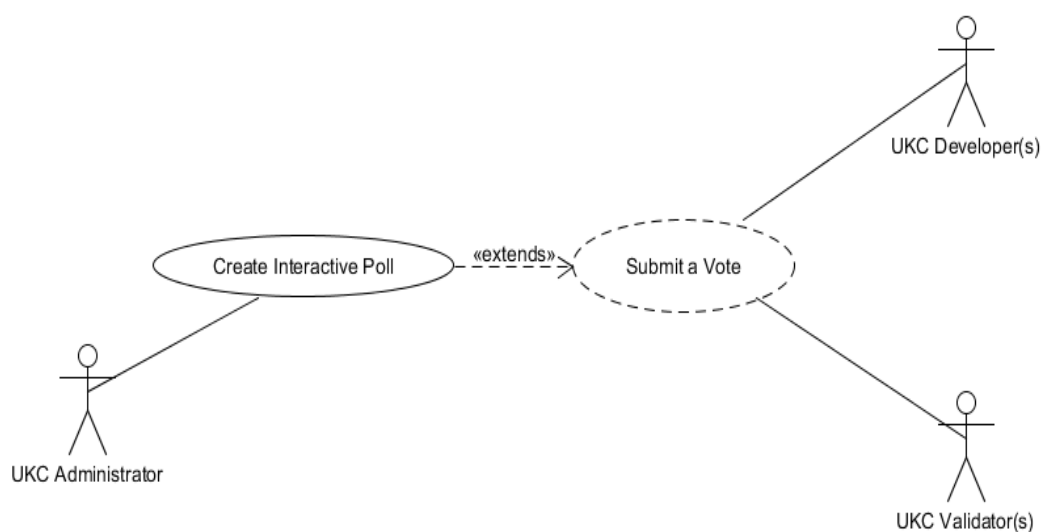 UKC Developer(s)
«extends»
Create Interactive Poll
Submit a Vote
UKC Administrator
UKC Validator(s)